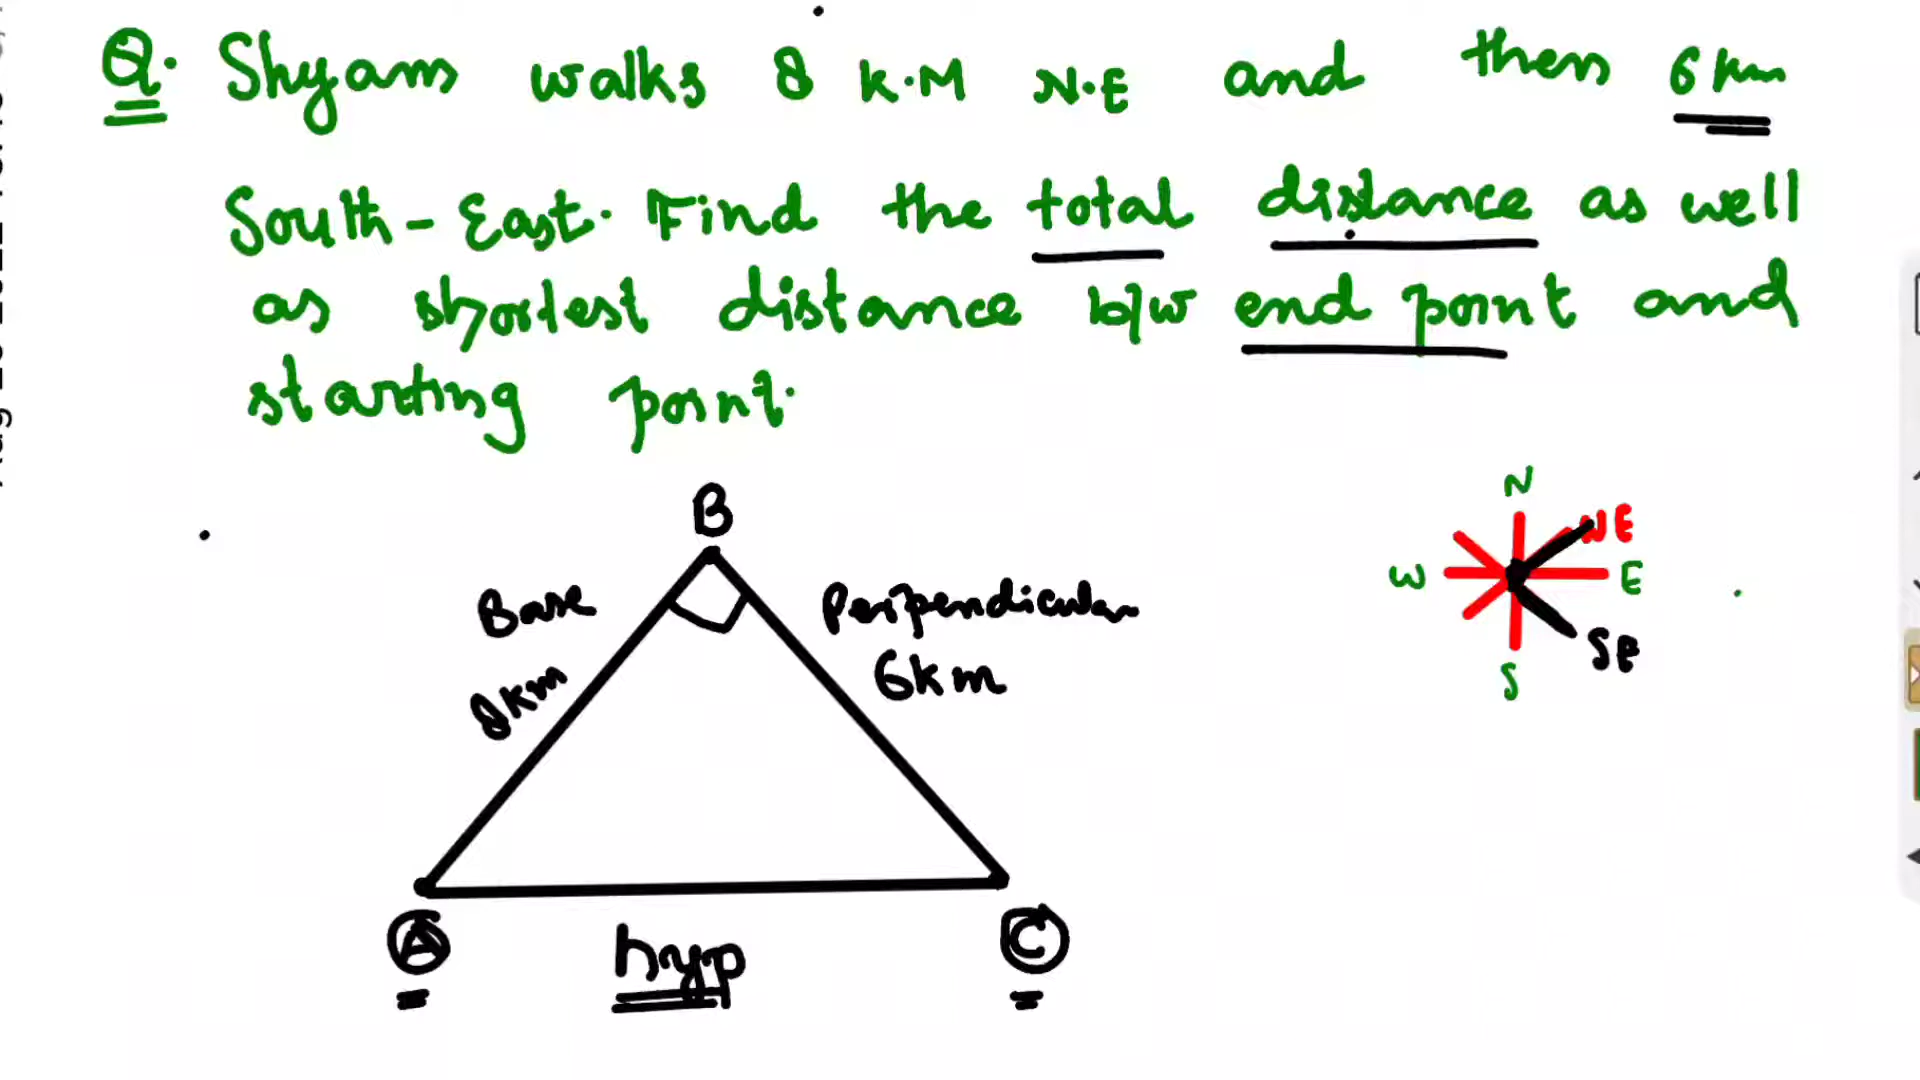 Q. Shyam walks 8 K.M N.E and then 6 km
South-East. Find the total distance as well
as shortest distance b/w end point and
starting point.
N
NE
W E
SE
S
B
Base
8km
Perpendicular
6km
A
hyp
C